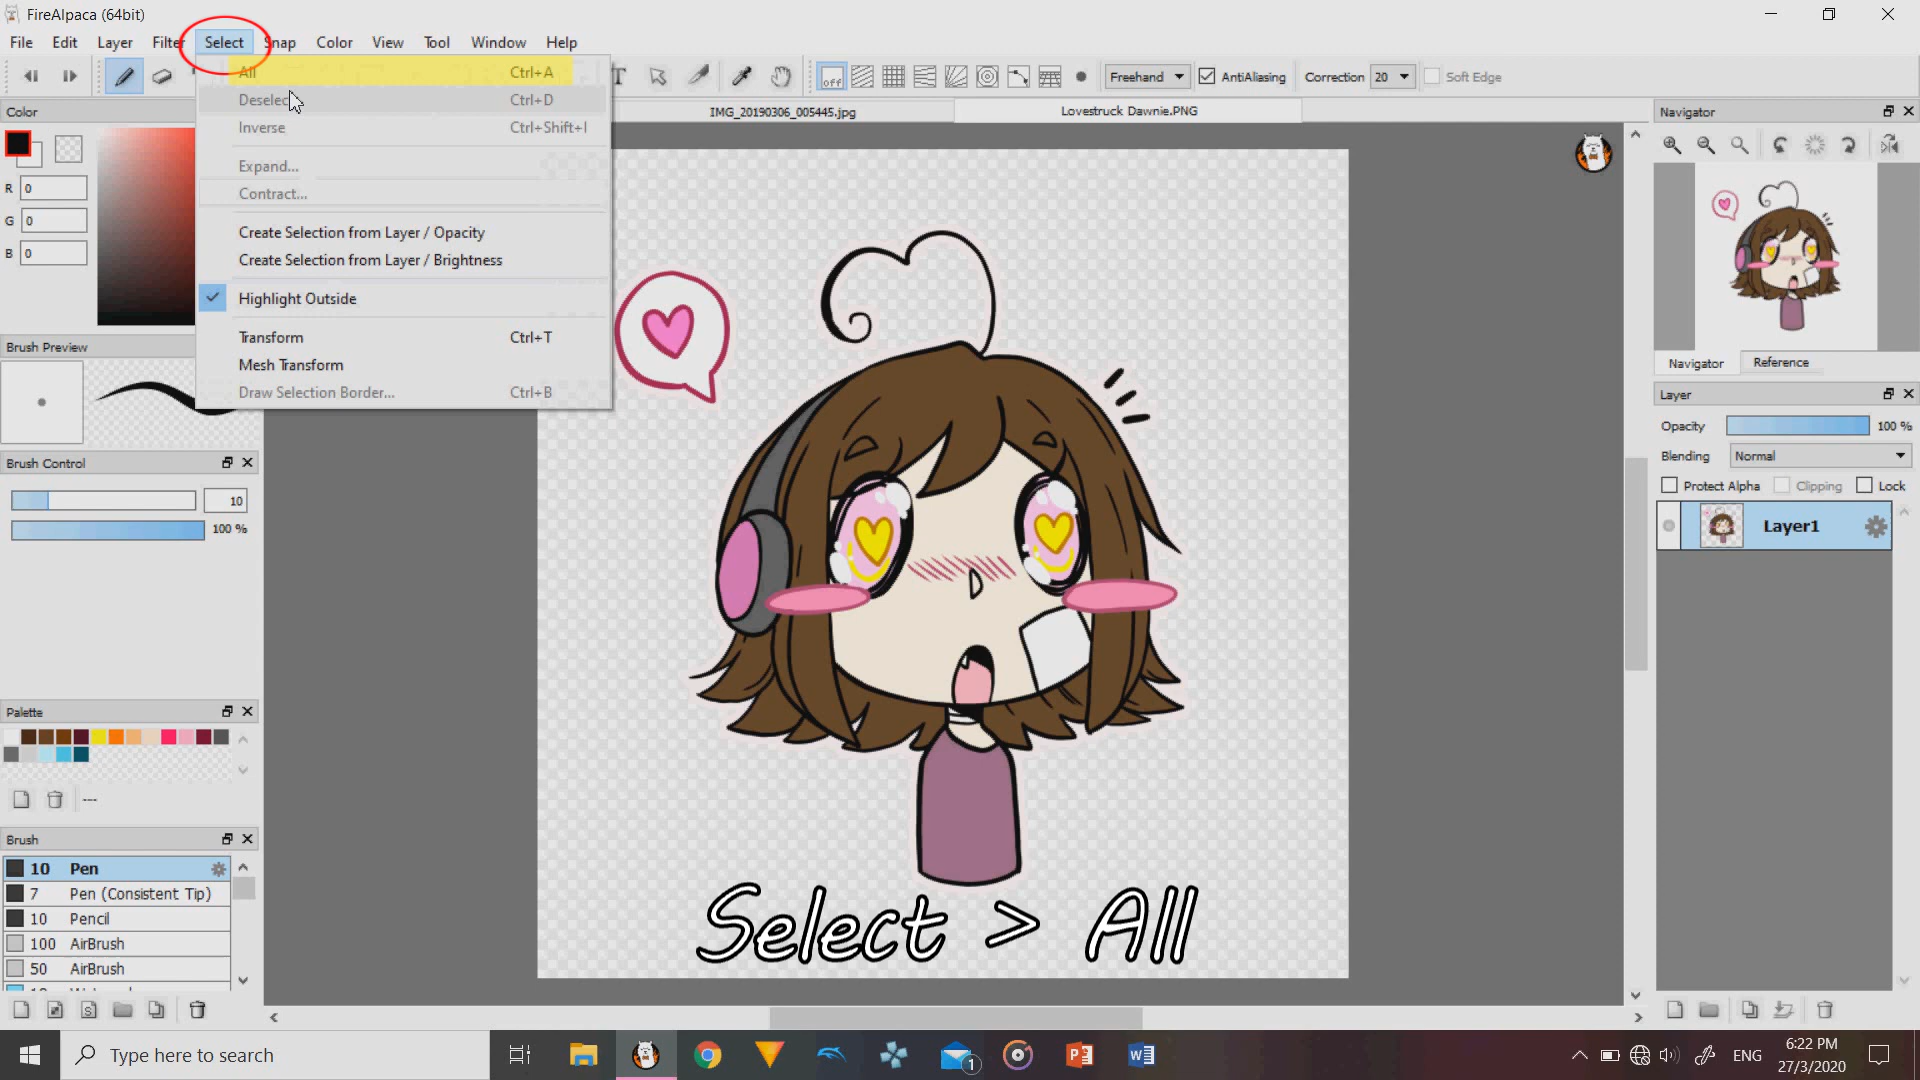 FireAlpaca (64bit)
File Edit Layer Filter Select Snap Color View Tool Window Help
All Ctrl+A
Deselect Ctrl+D
Inverse Ctrl+Shift+I
Expand...
Contract...
Create Selection from Layer / Opacity
Create Selection from Layer / Brightness
Highlight Outside
Transform Ctrl+T
Mesh Transform
Draw Selection Border... Ctrl+B
T off Freehand AntiAliasing Correction 20 Soft Edge
IMG_20190306_005445.jpg Lovestruck Dawnie.PNG
Color
R 0
G 0
B 0
Brush Preview
Brush Control
10
100 %
Palette
---
Brush
10 Pen
7 Pen (Consistent Tip)
10 Pencil
100 AirBrush
50 AirBrush
Select > All
Navigator
Navigator Reference
Layer
Opacity 100 %
Blending Normal
Protect Alpha Clipping Lock
Layer1
Type here to search
1
ENG
6:22 PM
27/3/2020